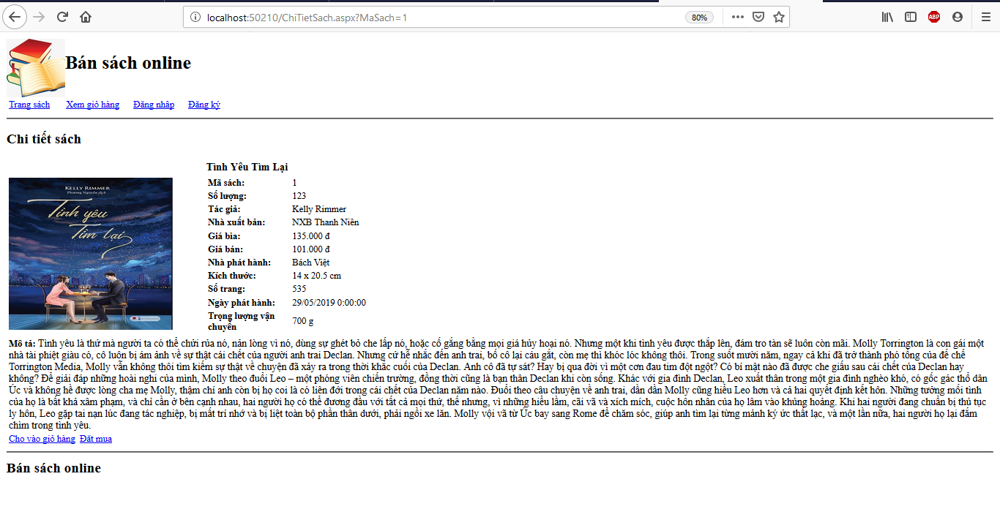 localhost:50210/ChiTietSach.aspx?MaSach=1
80%
ABP
Bán sách online
Trang sách Xem giỏ hàng Đăng nhập Đăng ký
Chi tiết sách
KELLY RIMMER
Phương Nguyễn dịch
Tình yêu
Tìm lại
Tình Yêu Tìm Lại
Mã sách: 1
Số lượng: 123
Tác giả: Kelly Rimmer
Nhà xuất bản: NXB Thanh Niên
Giá bìa: 135.000 đ
Giá bán: 101.000 đ
Nhà phát hành: Bách Việt
Kích thước: 14 x 20.5 cm
Số trang: 535
Ngày phát hành: 29/05/2019 0:00:00
Trọng lượng vận
chuyển 700 g
Mô tả: Tình yêu là thứ mà người ta có thể chửi rủa nó, nản lòng vì nó, dùng sự ghét bỏ che lấp nó, hoặc cố gắng bằng mọi giá hủy hoại nó. Nhưng một khi tình yêu được thắp lên, đám tro tàn sẽ luôn còn mãi. Molly Torrington là con gái một
nhà tài phiệt giàu có, cô luôn bị ám ảnh về sự thật cái chết của người anh trai Declan. Nhưng cứ hễ nhắc đến anh trai, bố cô lại cáu gắt, còn mẹ thì khóc lóc không thôi. Trong suốt mười năm, ngay cả khi đã trở thành phó tổng của đế chế
Torrington Media, Molly vẫn không thôi tìm kiếm sự thật về chuyện đã xảy ra trong thời khắc cuối của Declan. Anh cô đã tự sát? Hay bị qua đời vì một cơn đau tim đột ngột? Có bí mật nào đã được che giấu sau cái chết của Declan hay
không? Để giải đáp những hoài nghi của mình, Molly theo đuổi Leo – một phóng viên chiến trường, đồng thời cũng là bạn thân Declan khi còn sống. Khác với gia đình Declan, Leo xuất thân trong một gia đình nghèo khó, có gốc gác thổ dân
Úc và không hề được lòng cha mẹ Molly, thậm chí anh còn bị họ coi là có liên đới trong cái chết của Declan năm nào. Đuổi theo câu chuyện về anh trai, dần dần Molly cũng hiểu Leo hơn và cả hai quyết định kết hôn. Những tưởng mối tình
của họ là bất khả xâm phạm, và chỉ cần ở bên cạnh nhau, hai người họ có thể đương đầu với tất cả mọi thứ, thế nhưng, vì những hiểu lầm, cãi vã và xích mích, cuộc hôn nhân của họ lâm vào khủng hoảng. Khi hai người đang chuẩn bị thủ tục
ly hôn, Leo gặp tai nạn lúc đang tác nghiệp, bị mất trí nhớ và bị liệt toàn bộ phần thân dưới, phải ngồi xe lăn. Molly vội vã từ Úc bay sang Rome để chăm sóc, giúp anh tìm lại từng mảnh ký ức thất lạc, và một lần nữa, hai người họ lại đắm
chìm trong tình yêu.
Cho vào giỏ hàng Đặt mua
Bán sách online